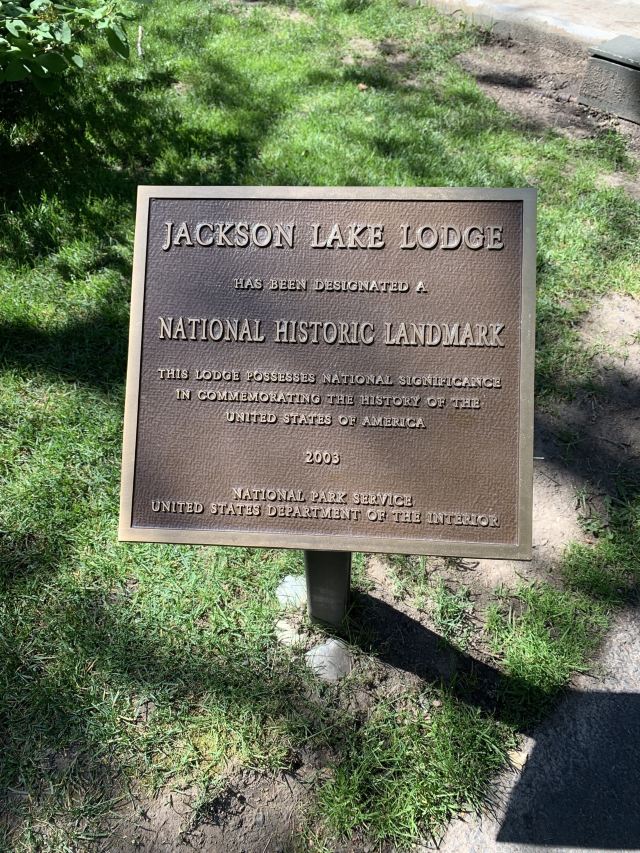 JACKSON LAKE LODGE
HAS BEEN DESIGNATED A
NATIONAL HISTORIC LANDMARK
THIS LODGE POSSESSES NATIONAL SIGNIFICANCE
IN COMMEMORATING THE HISTORY OF THE
UNITED STATES OF AMERICA
2003
NATIONAL PARK SERVICE
UNITED STATES DEPARTMENT OF THE INTERIOR